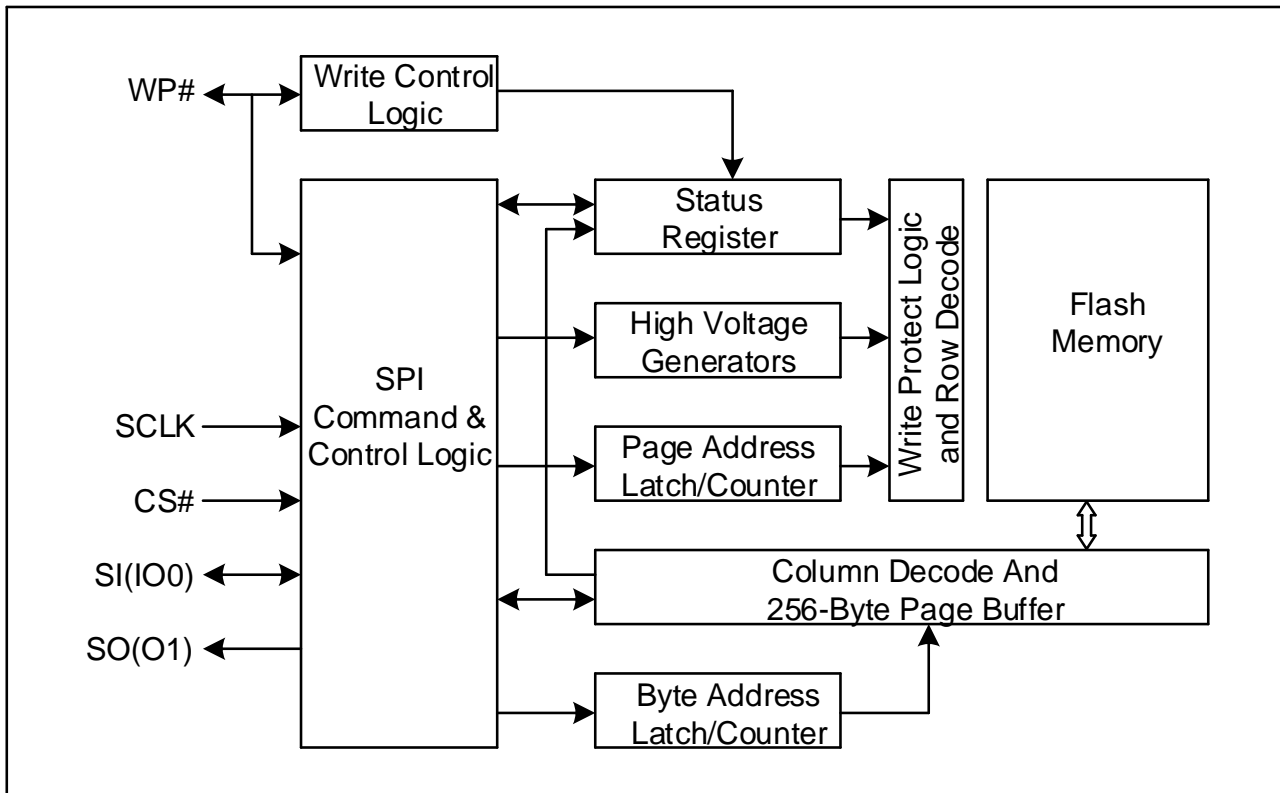 WP#
Write Control
Logic
Status
Register
High Voltage
Generators
Page Address
Latch/Counter
Write Protect Logic
and Row Decode
Flash
Memory
SPI
Command &
Control Logic
SCLK
CS#
SI(IO0)
SO(O1)
Column Decode And
256-Byte Page Buffer
Byte Address
Latch/Counter